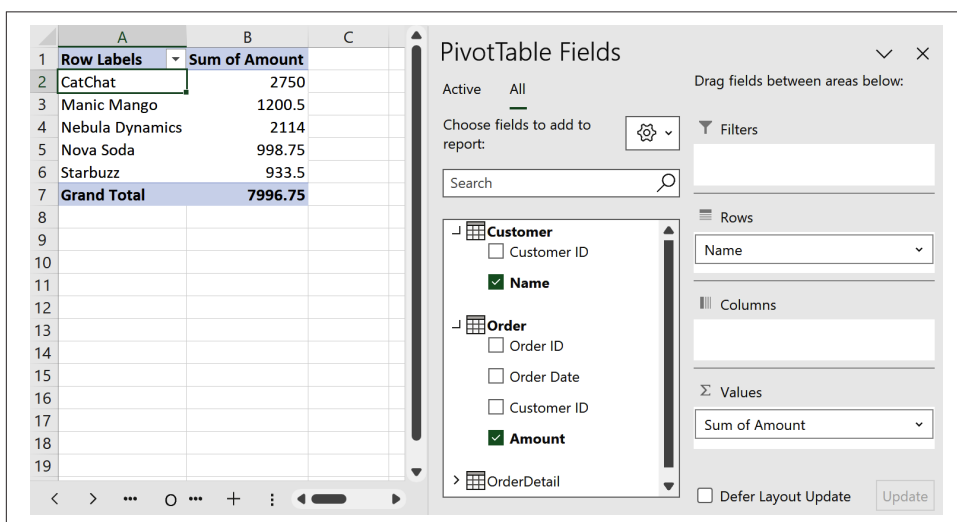 A B C
1 Row Labels Sum of Amount
2 CatChat 2750
3 Manic Mango 1200.5
4 Nebula Dynamics 2114
5 Nova Soda 998.75
6 Starbuzz 933.5
7 Grand Total 7996.75
8
9
10
11
12
13
14
15
16
17
18
19
O
PivotTable Fields
Active All
Choose fields to add to
report:
Search
Customer
Customer ID
Name
Order
Order ID
Order Date
Customer ID
Amount
OrderDetail
Drag fields between areas below:
Filters
Rows
Name
Columns
Σ Values
Sum of Amount
Defer Layout Update Update